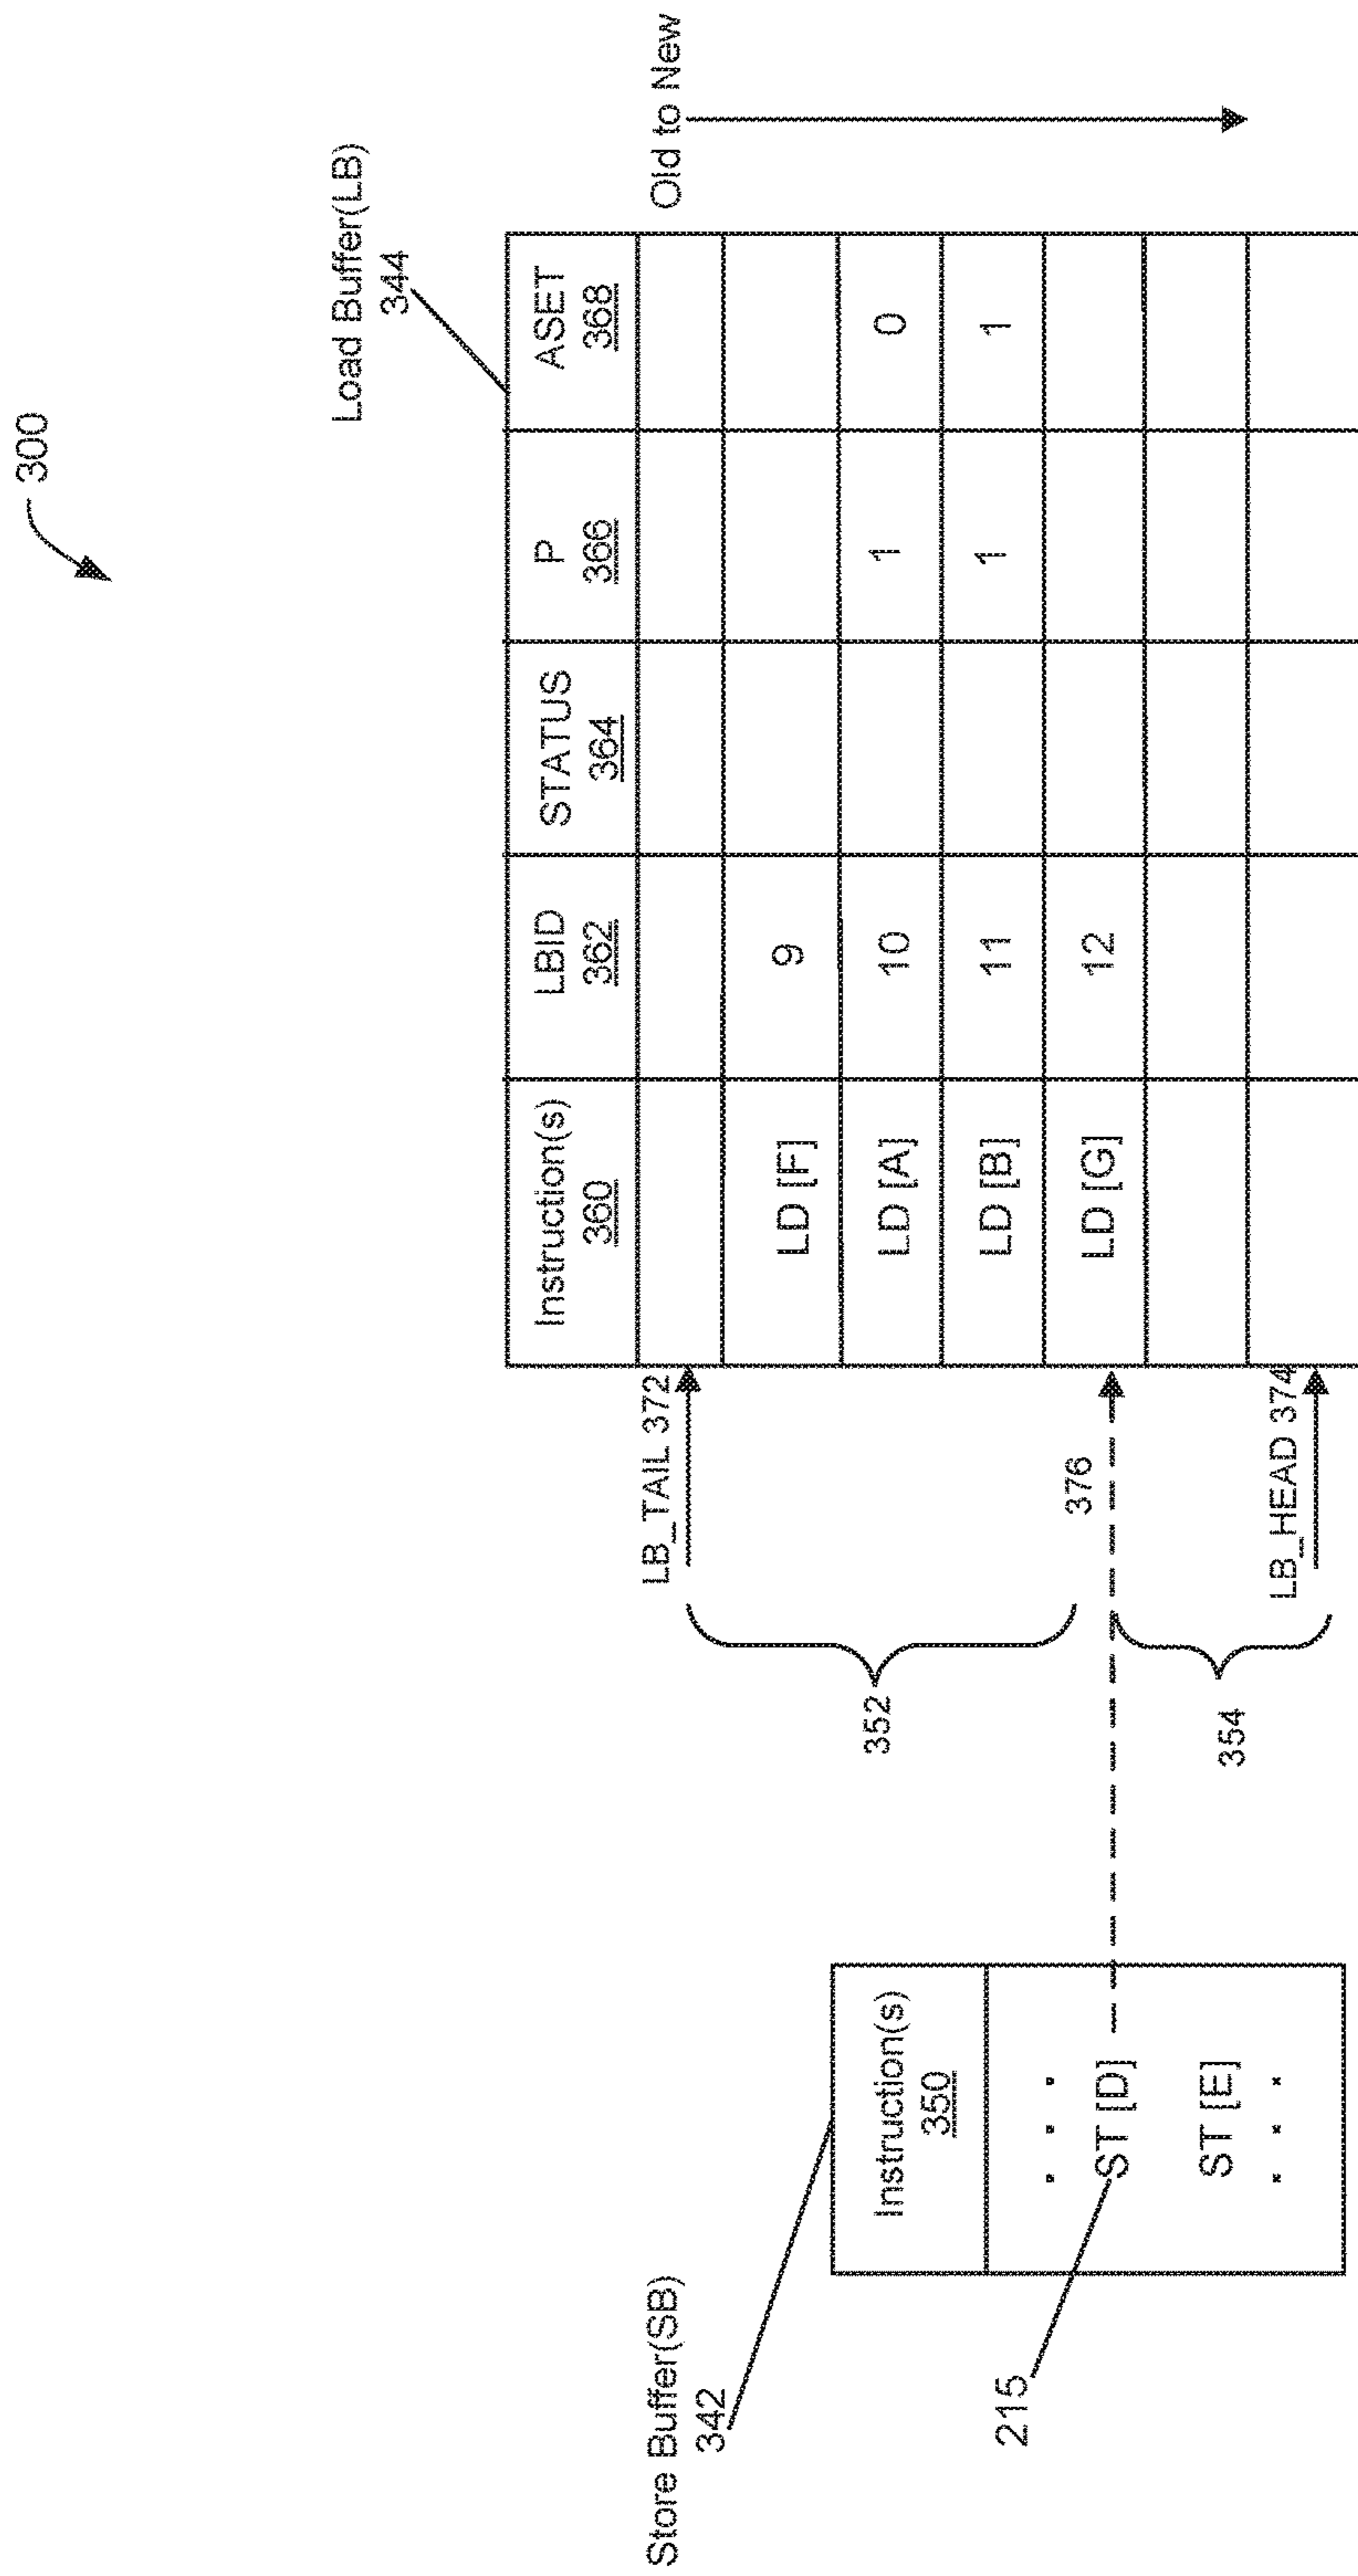 300
Load Buffer(LB)
344
Old to New
Instruction(s) LBID STATUS P ASET
360 362 364 366 368
LD [F] 9
LD [A] 10 1 0
LD [B] 11 1 1
LD [G] 12
LB_TAIL 372
352
376
354
LB_HEAD 374
Store Buffer(SB)
342
Instruction(s)
350
215
ST [D]
ST [E]